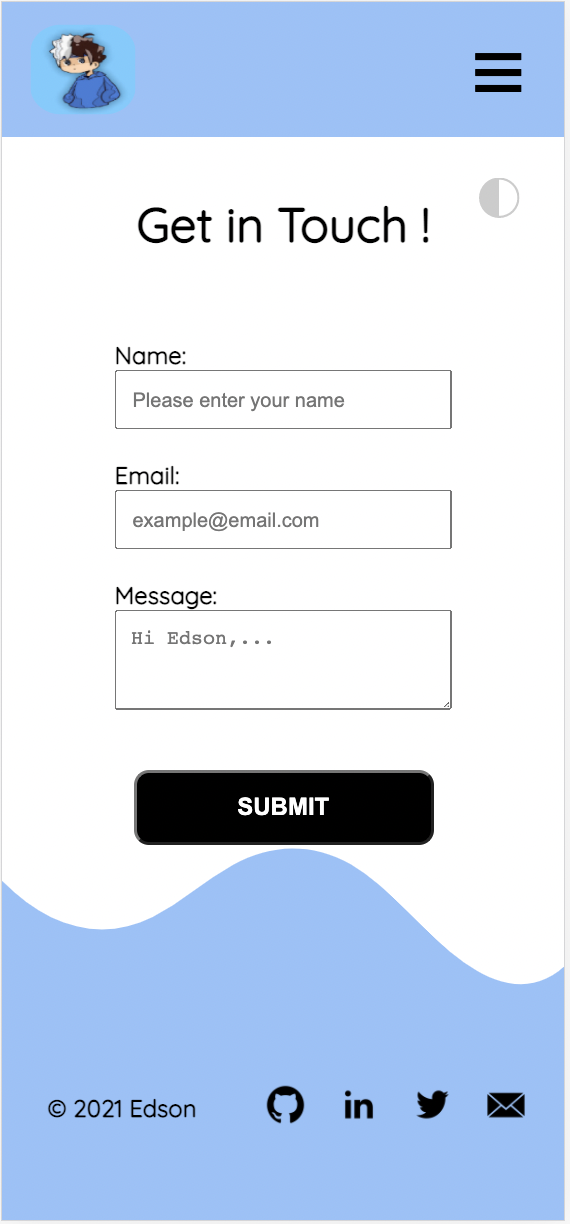 Get in Touch !
Name:
Please enter your name
Email:
example@email.com
Message:
Hi Edson,...
SUBMIT
© 2021 Edson
in